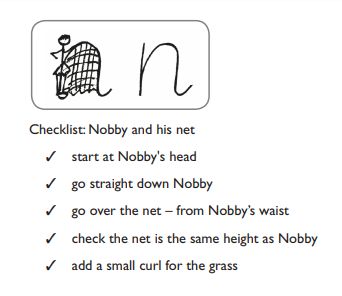 n
Checklist: Nobby and his net
✓ start at Nobby's head
✓ go straight down Nobby
✓ go over the net – from Nobby's waist
✓ check the net is the same height as Nobby
✓ add a small curl for the grass